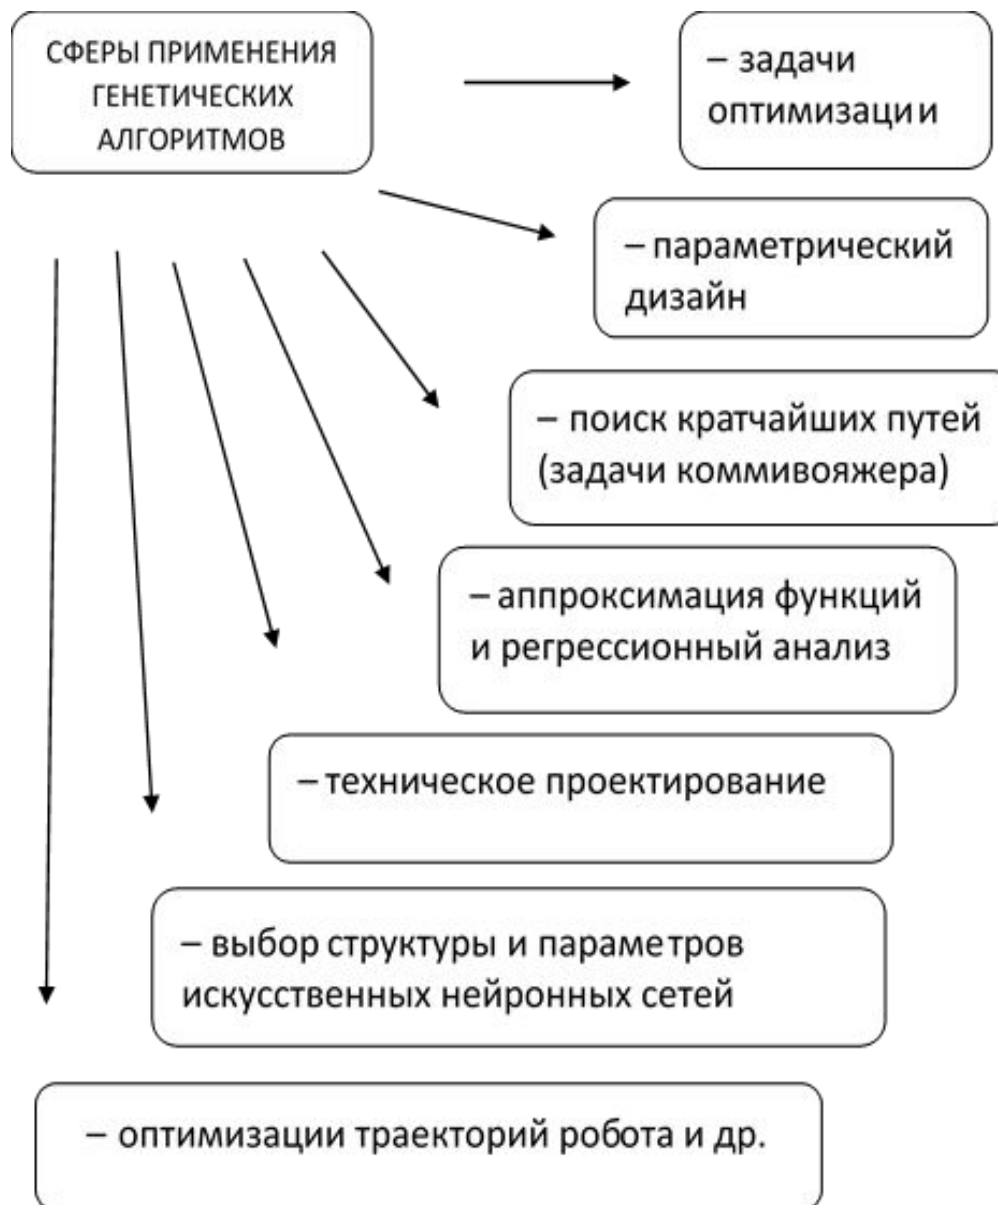 СФЕРЫ ПРИМЕНЕНИЯ
ГЕНЕТИЧЕСКИХ
АЛГОРИТМОВ
– задачи
оптимизации
– параметрический
дизайн
– поиск кратчайших путей
(задачи коммивояжера)
– аппроксимация функций
и регрессионный анализ
– техническое проектирование
– выбор структуры и параметров
искусственных нейронных сетей
– оптимизации траекторий робота и др.